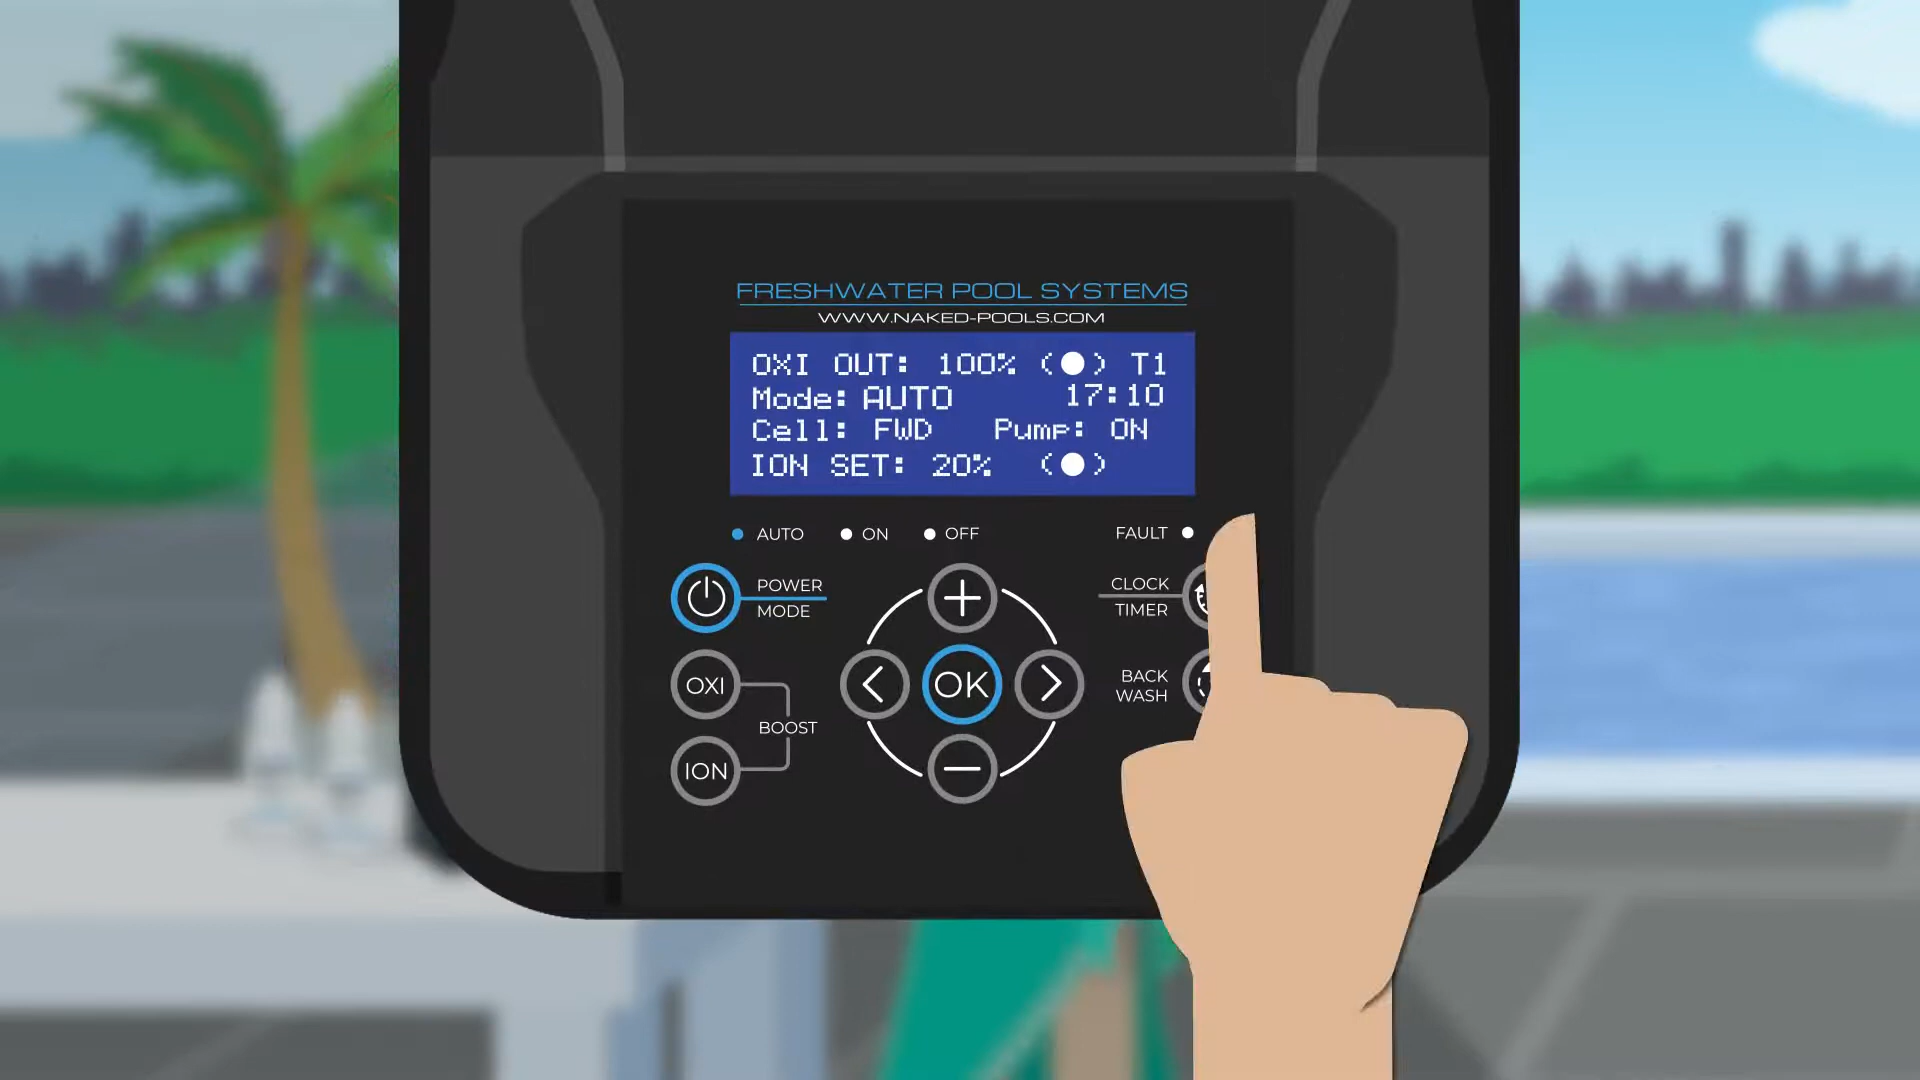 FRESHWATER POOL SYSTEMS
WWW.NAKED-POOLS.COM
OXI OUT: 100% (●) T1
Mode: AUTO 17:10
Cell: FWD Pump: ON
ION SET: 20% (●)
AUTO ON OFF FAULT
POWER
MODE
CLOCK
TIMER
OXI
ION
BOOST
OK
BACK
WASH